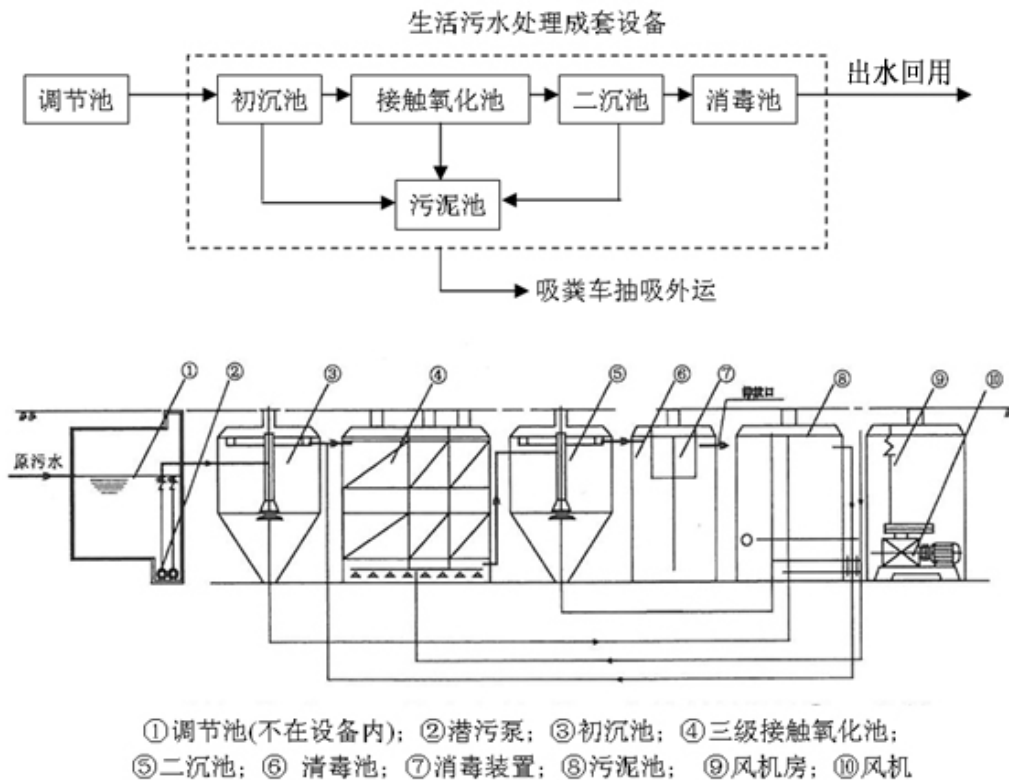 生活污水处理成套设备
调节池
初沉池
接触氧化池
二沉池
消毒池
出水回用
污泥池
吸粪车抽吸外运
① ② ③ ④ ⑤ ⑥ ⑦ ⑧ ⑨ ⑩
原污水
①调节池(不在设备内); ②潜污泵; ③初沉池; ④三级接触氧化池;
⑤二沉池; ⑥ 清毒池; ⑦消毒装置; ⑧污泥池; ⑨风机房; ⑩风机